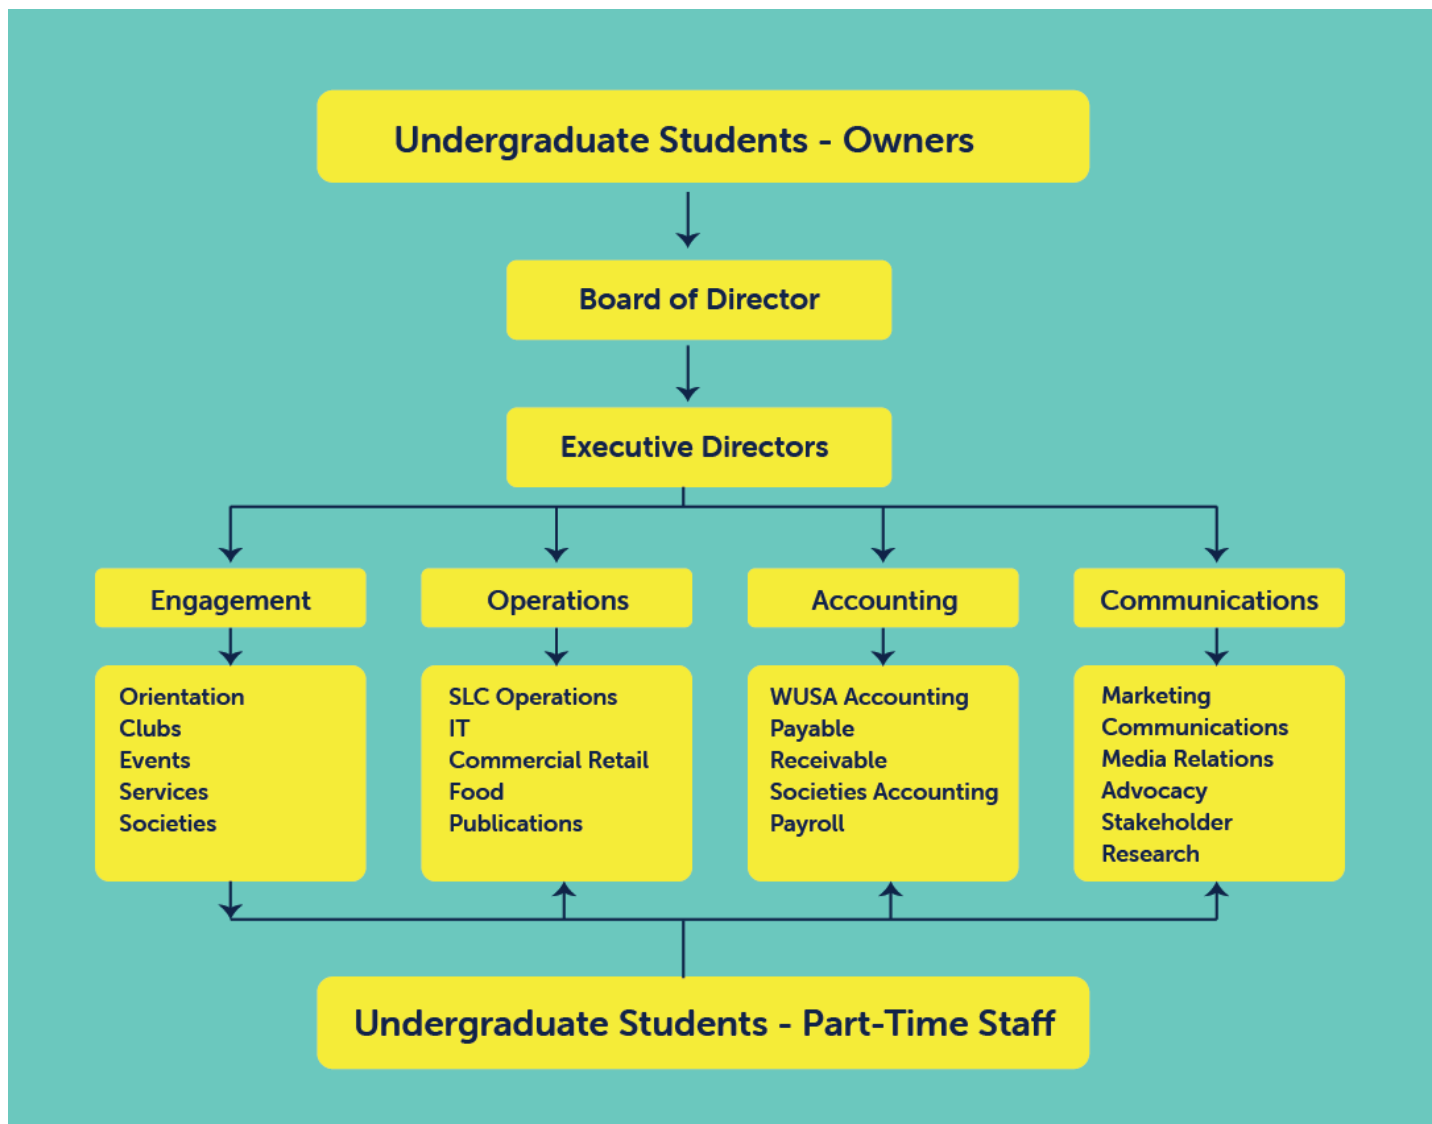 Undergraduate Students - Owners
Board of Director
Executive Directors
Engagement
Operations
Accounting
Communications
Orientation
Clubs
Events
Services
Societies
SLC Operations
IT
Commercial Retail
Food
Publications
WUSA Accounting
Payable
Receivable
Societies Accounting
Payroll
Marketing
Communications
Media Relations
Advocacy
Stakeholder
Research
Undergraduate Students - Part-Time Staff